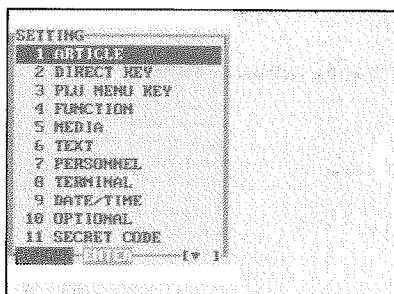 SETTING
1 ARTICLE
2 DIRECT KEY
3 PLU MENU KEY
4 FUNCTION
5 MEDIA
6 TEXT
7 PERSONNEL
8 TERMINAL
9 DATE/TIME
10 OPTIONAL
11 SECRET CODE
ENTER [▼ ]